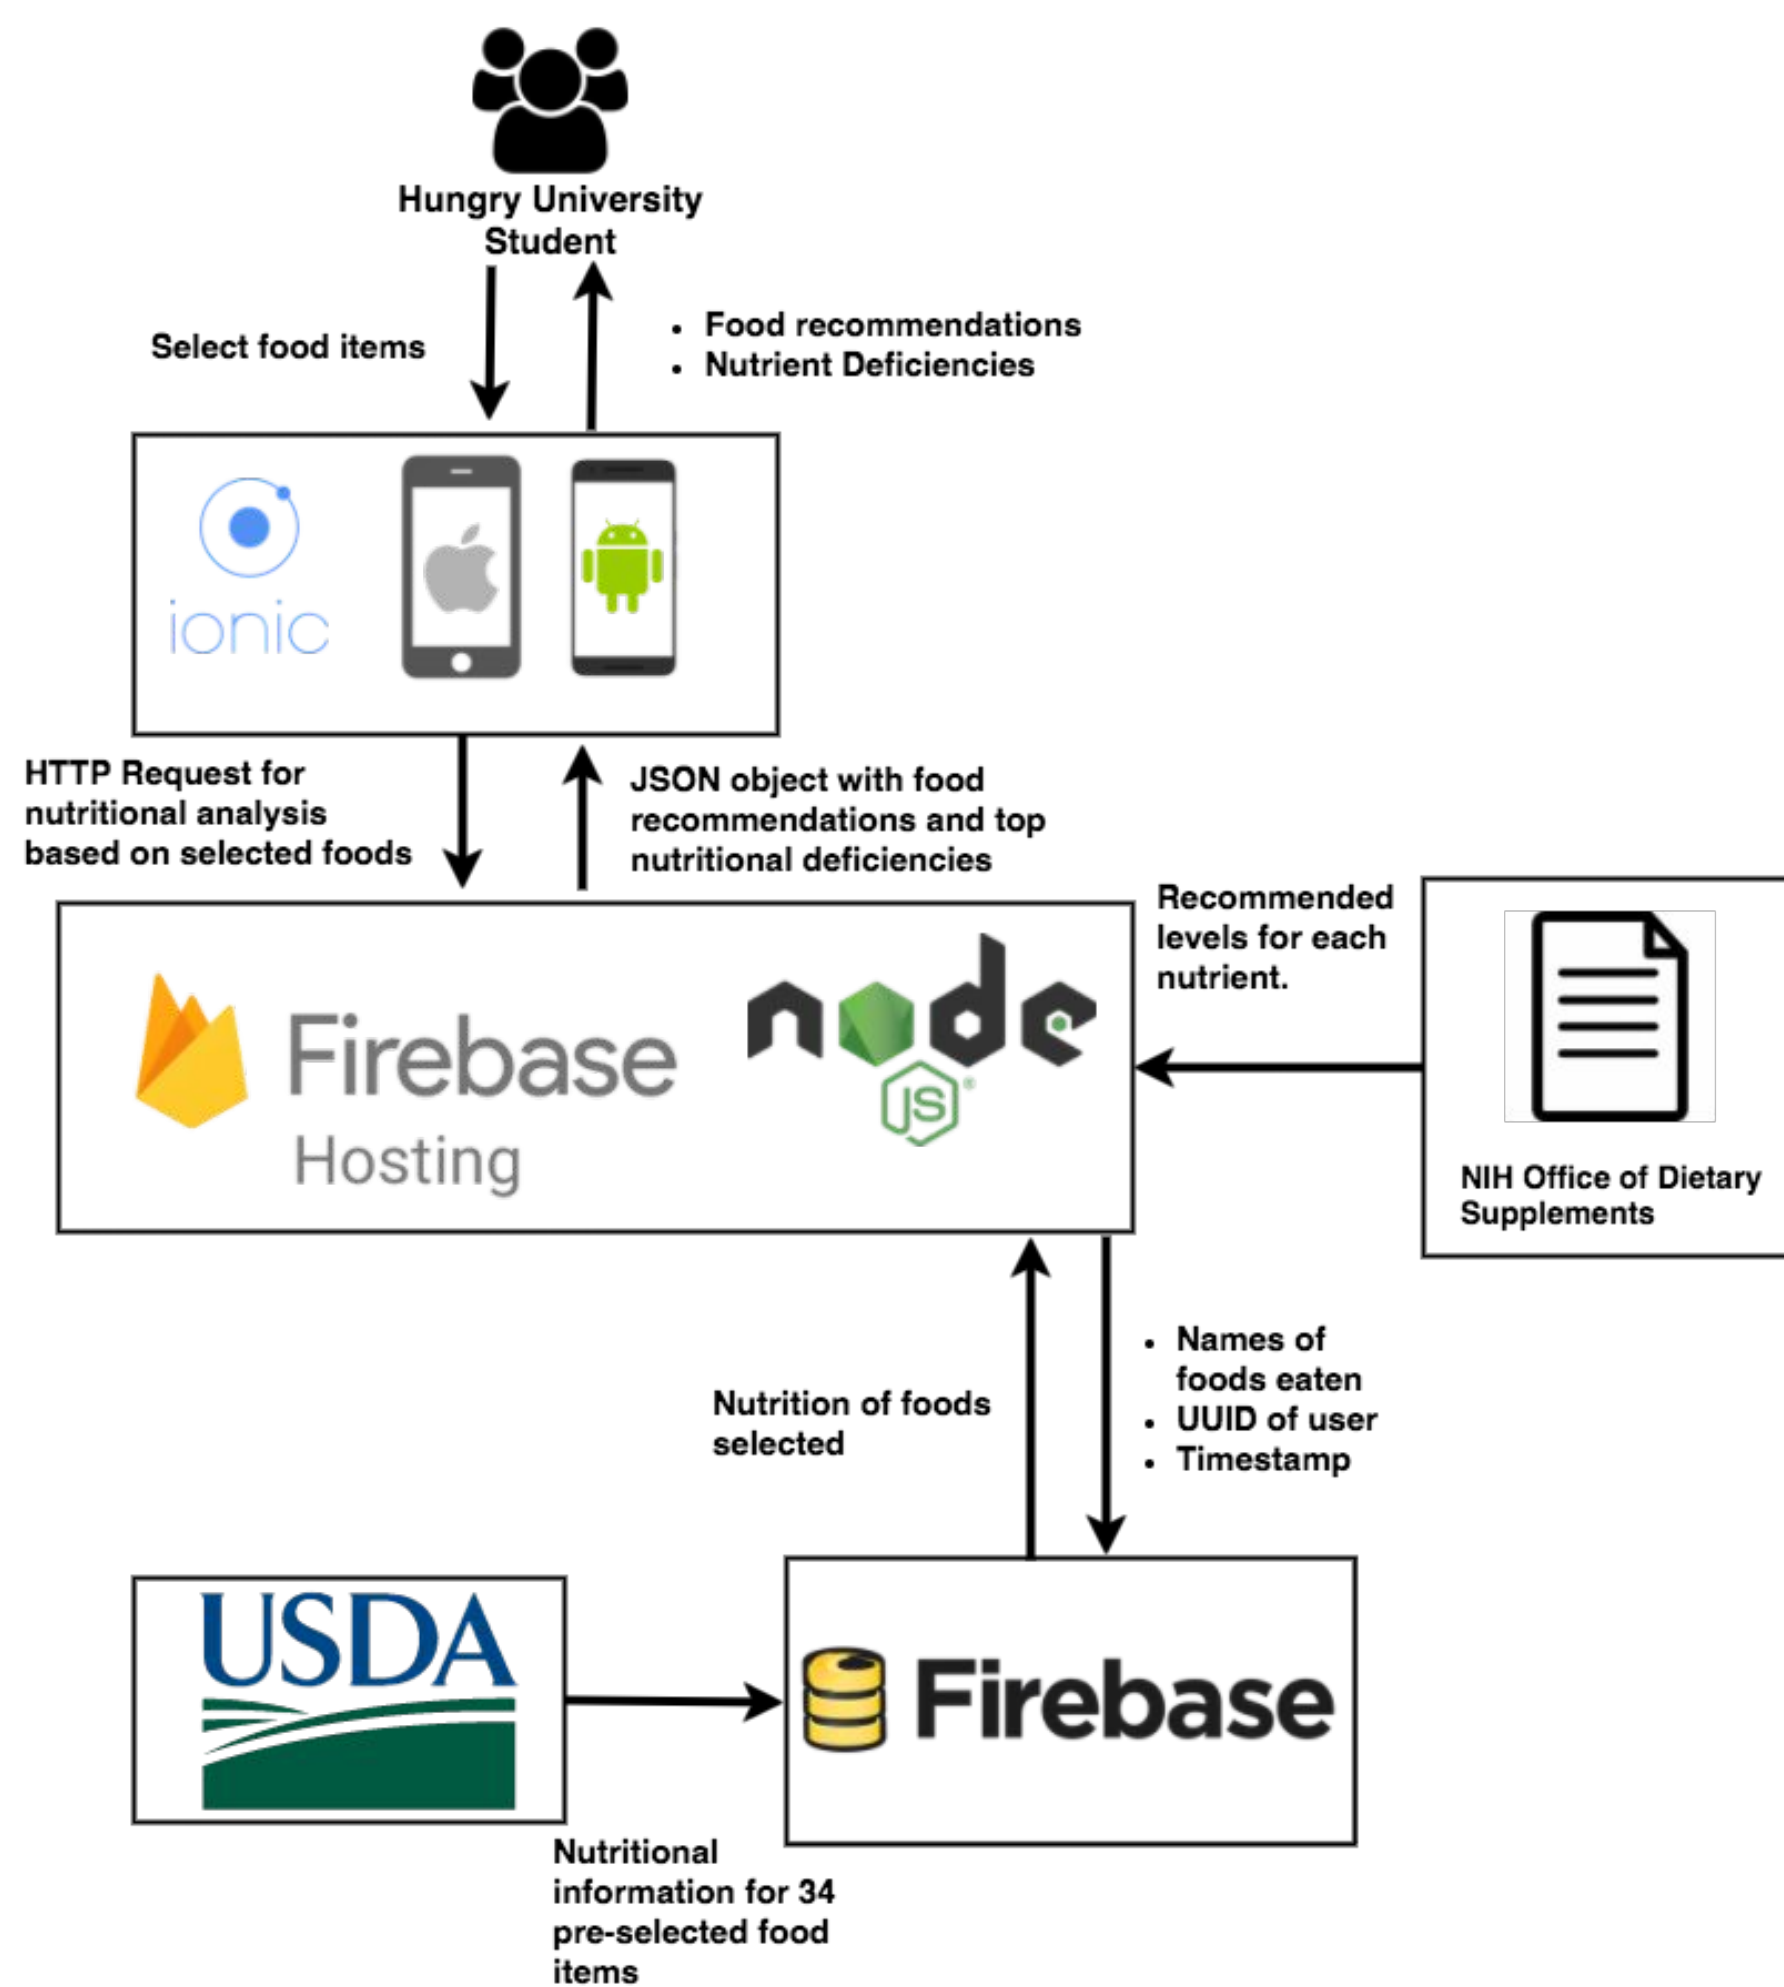 Hungry University
Student
Select food items
• Food recommendations
• Nutrient Deficiencies
ionic
HTTP Request for
nutritional analysis
based on selected foods
JSON object with food
recommendations and top
nutritional deficiencies
Firebase
Hosting
node
JS®
Recommended
levels for each
nutrient.
NIH Office of Dietary
Supplements
Nutrition of foods
selected
• Names of
foods eaten
• UUID of user
• Timestamp
USDA
Firebase
Nutritional
information for 34
pre-selected food
items